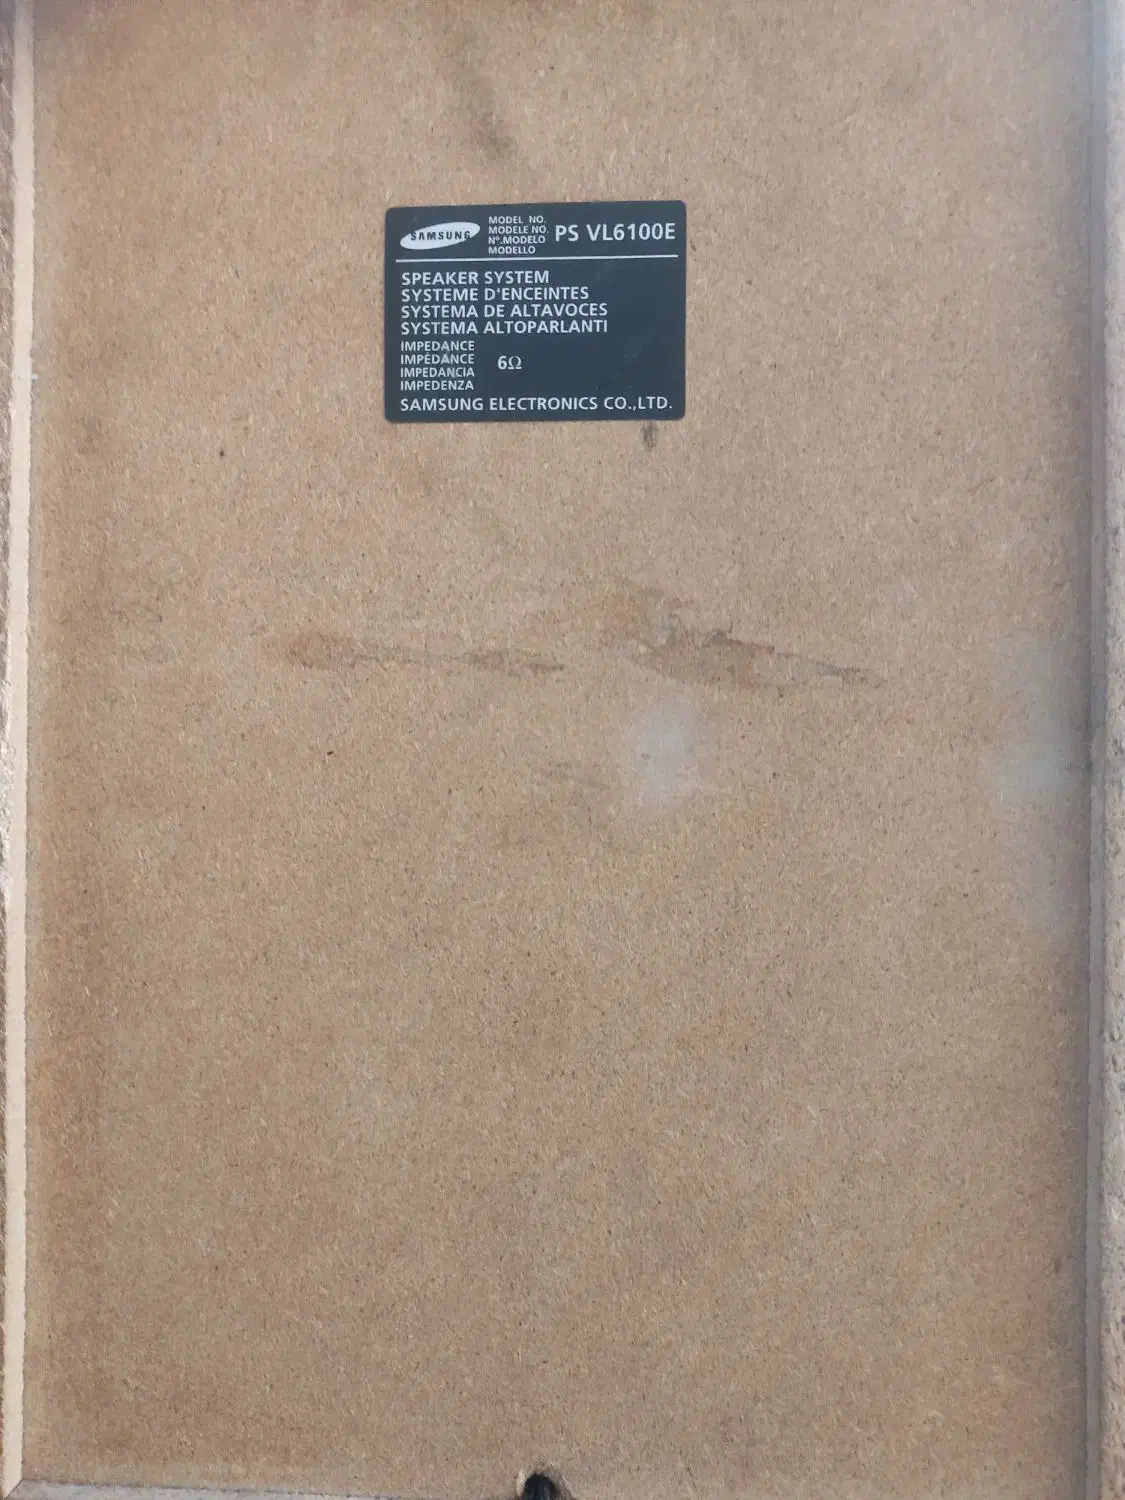 SAMSUNG
MODEL NO.
MODELE NO.
Nº.MODELO
MODELLO
PS VL6100E
SPEAKER SYSTEM
SYSTEME D'ENCEINTES
SYSTEMA DE ALTAVOCES
SYSTEMA ALTOPARLANTI
IMPEDANCE
IMPÉDANCE
IMPEDANCIA
IMPEDENZA
6Ω
SAMSUNG ELECTRONICS CO.,LTD.